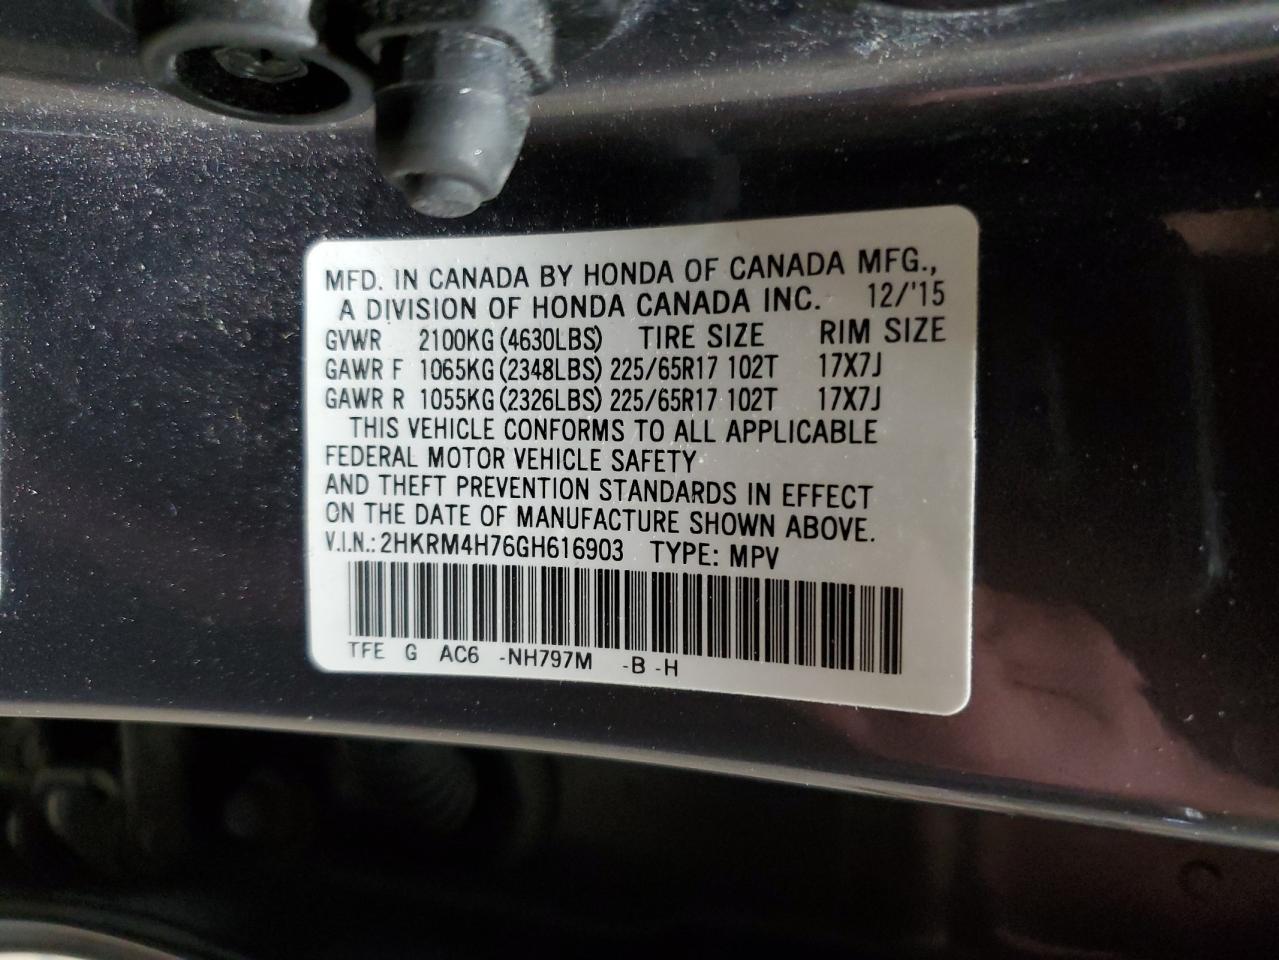 MFD. IN CANADA BY HONDA OF CANADA MFG.,
A DIVISION OF HONDA CANADA INC. 12/'15
GVWR 2100KG (4630LBS) TIRE SIZE RIM SIZE
GAWR F 1065KG (2348LBS) 225/65R17 102T 17X7J
GAWR R 1055KG (2326LBS) 225/65R17 102T 17X7J
THIS VEHICLE CONFORMS TO ALL APPLICABLE
FEDERAL MOTOR VEHICLE SAFETY
AND THEFT PREVENTION STANDARDS IN EFFECT
ON THE DATE OF MANUFACTURE SHOWN ABOVE.
V.I.N.: 2HKRM4H76GH616903 TYPE: MPV
TFE G AC6 -NH797M -B -H